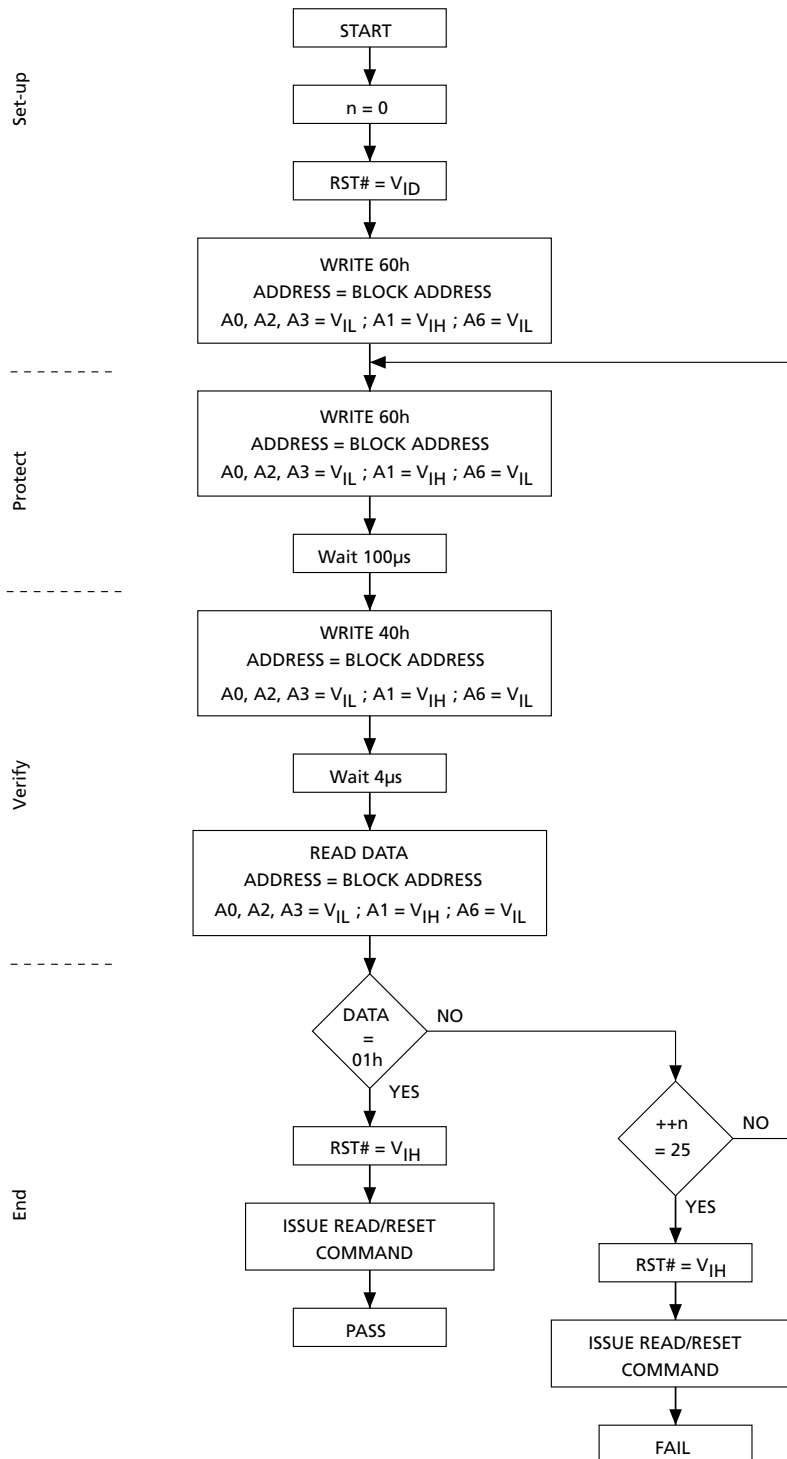 Set-up
START
n = 0
RST# = VID
WRITE 60h
ADDRESS = BLOCK ADDRESS
A0, A2, A3 = VIL ; A1 = VIH ; A6 = VIL
Protect
WRITE 60h
ADDRESS = BLOCK ADDRESS
A0, A2, A3 = VIL ; A1 = VIH ; A6 = VIL
Wait 100µs
Verify
WRITE 40h
ADDRESS = BLOCK ADDRESS
A0, A2, A3 = VIL ; A1 = VIH ; A6 = VIL
Wait 4µs
READ DATA
ADDRESS = BLOCK ADDRESS
A0, A2, A3 = VIL ; A1 = VIH ; A6 = VIL
End
DATA
=
01h
NO
YES
RST# = VIH
ISSUE READ/RESET
COMMAND
PASS
++n
= 25
NO
YES
RST# = VIH
ISSUE READ/RESET
COMMAND
FAIL